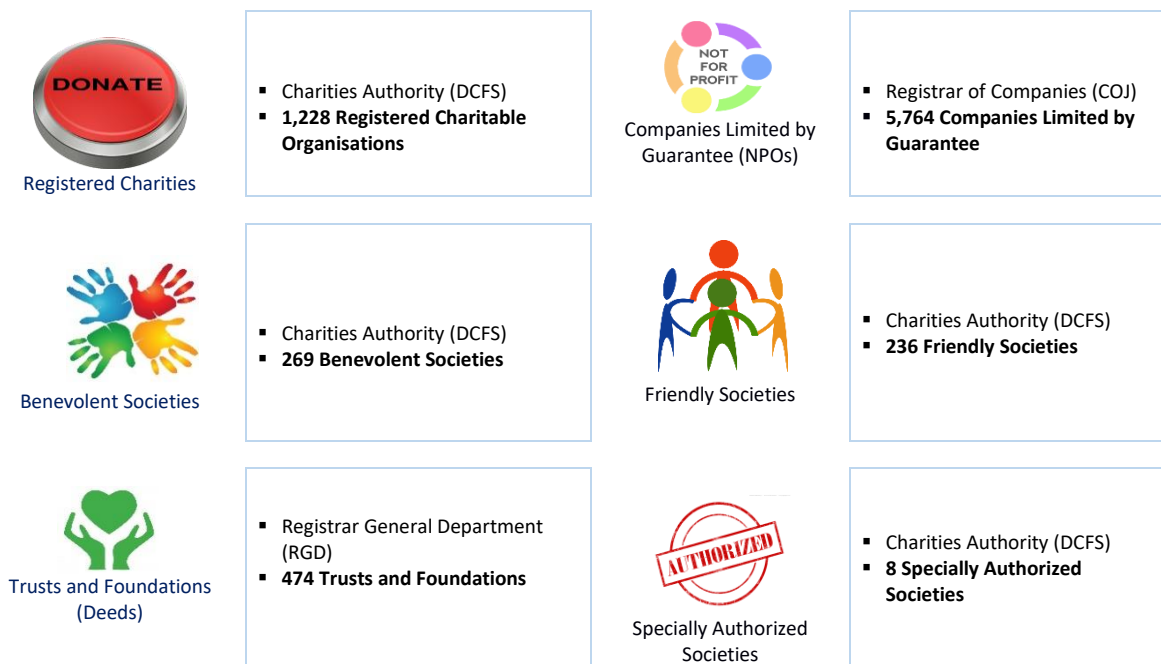 DONATE
Registered Charities
▪ Charities Authority (DCFS)
▪ 1,228 Registered Charitable
Organisations
NOT
FOR
PROFIT
Companies Limited by
Guarantee (NPOs)
▪ Registrar of Companies (COJ)
▪ 5,764 Companies Limited by
Guarantee
Benevolent Societies
▪ Charities Authority (DCFS)
▪ 269 Benevolent Societies
Friendly Societies
▪ Charities Authority (DCFS)
▪ 236 Friendly Societies
Trusts and Foundations
(Deeds)
▪ Registrar General Department
(RGD)
▪ 474 Trusts and Foundations
AUTHORIZED
Specially Authorized
Societies
▪ Charities Authority (DCFS)
▪ 8 Specially Authorized
Societies